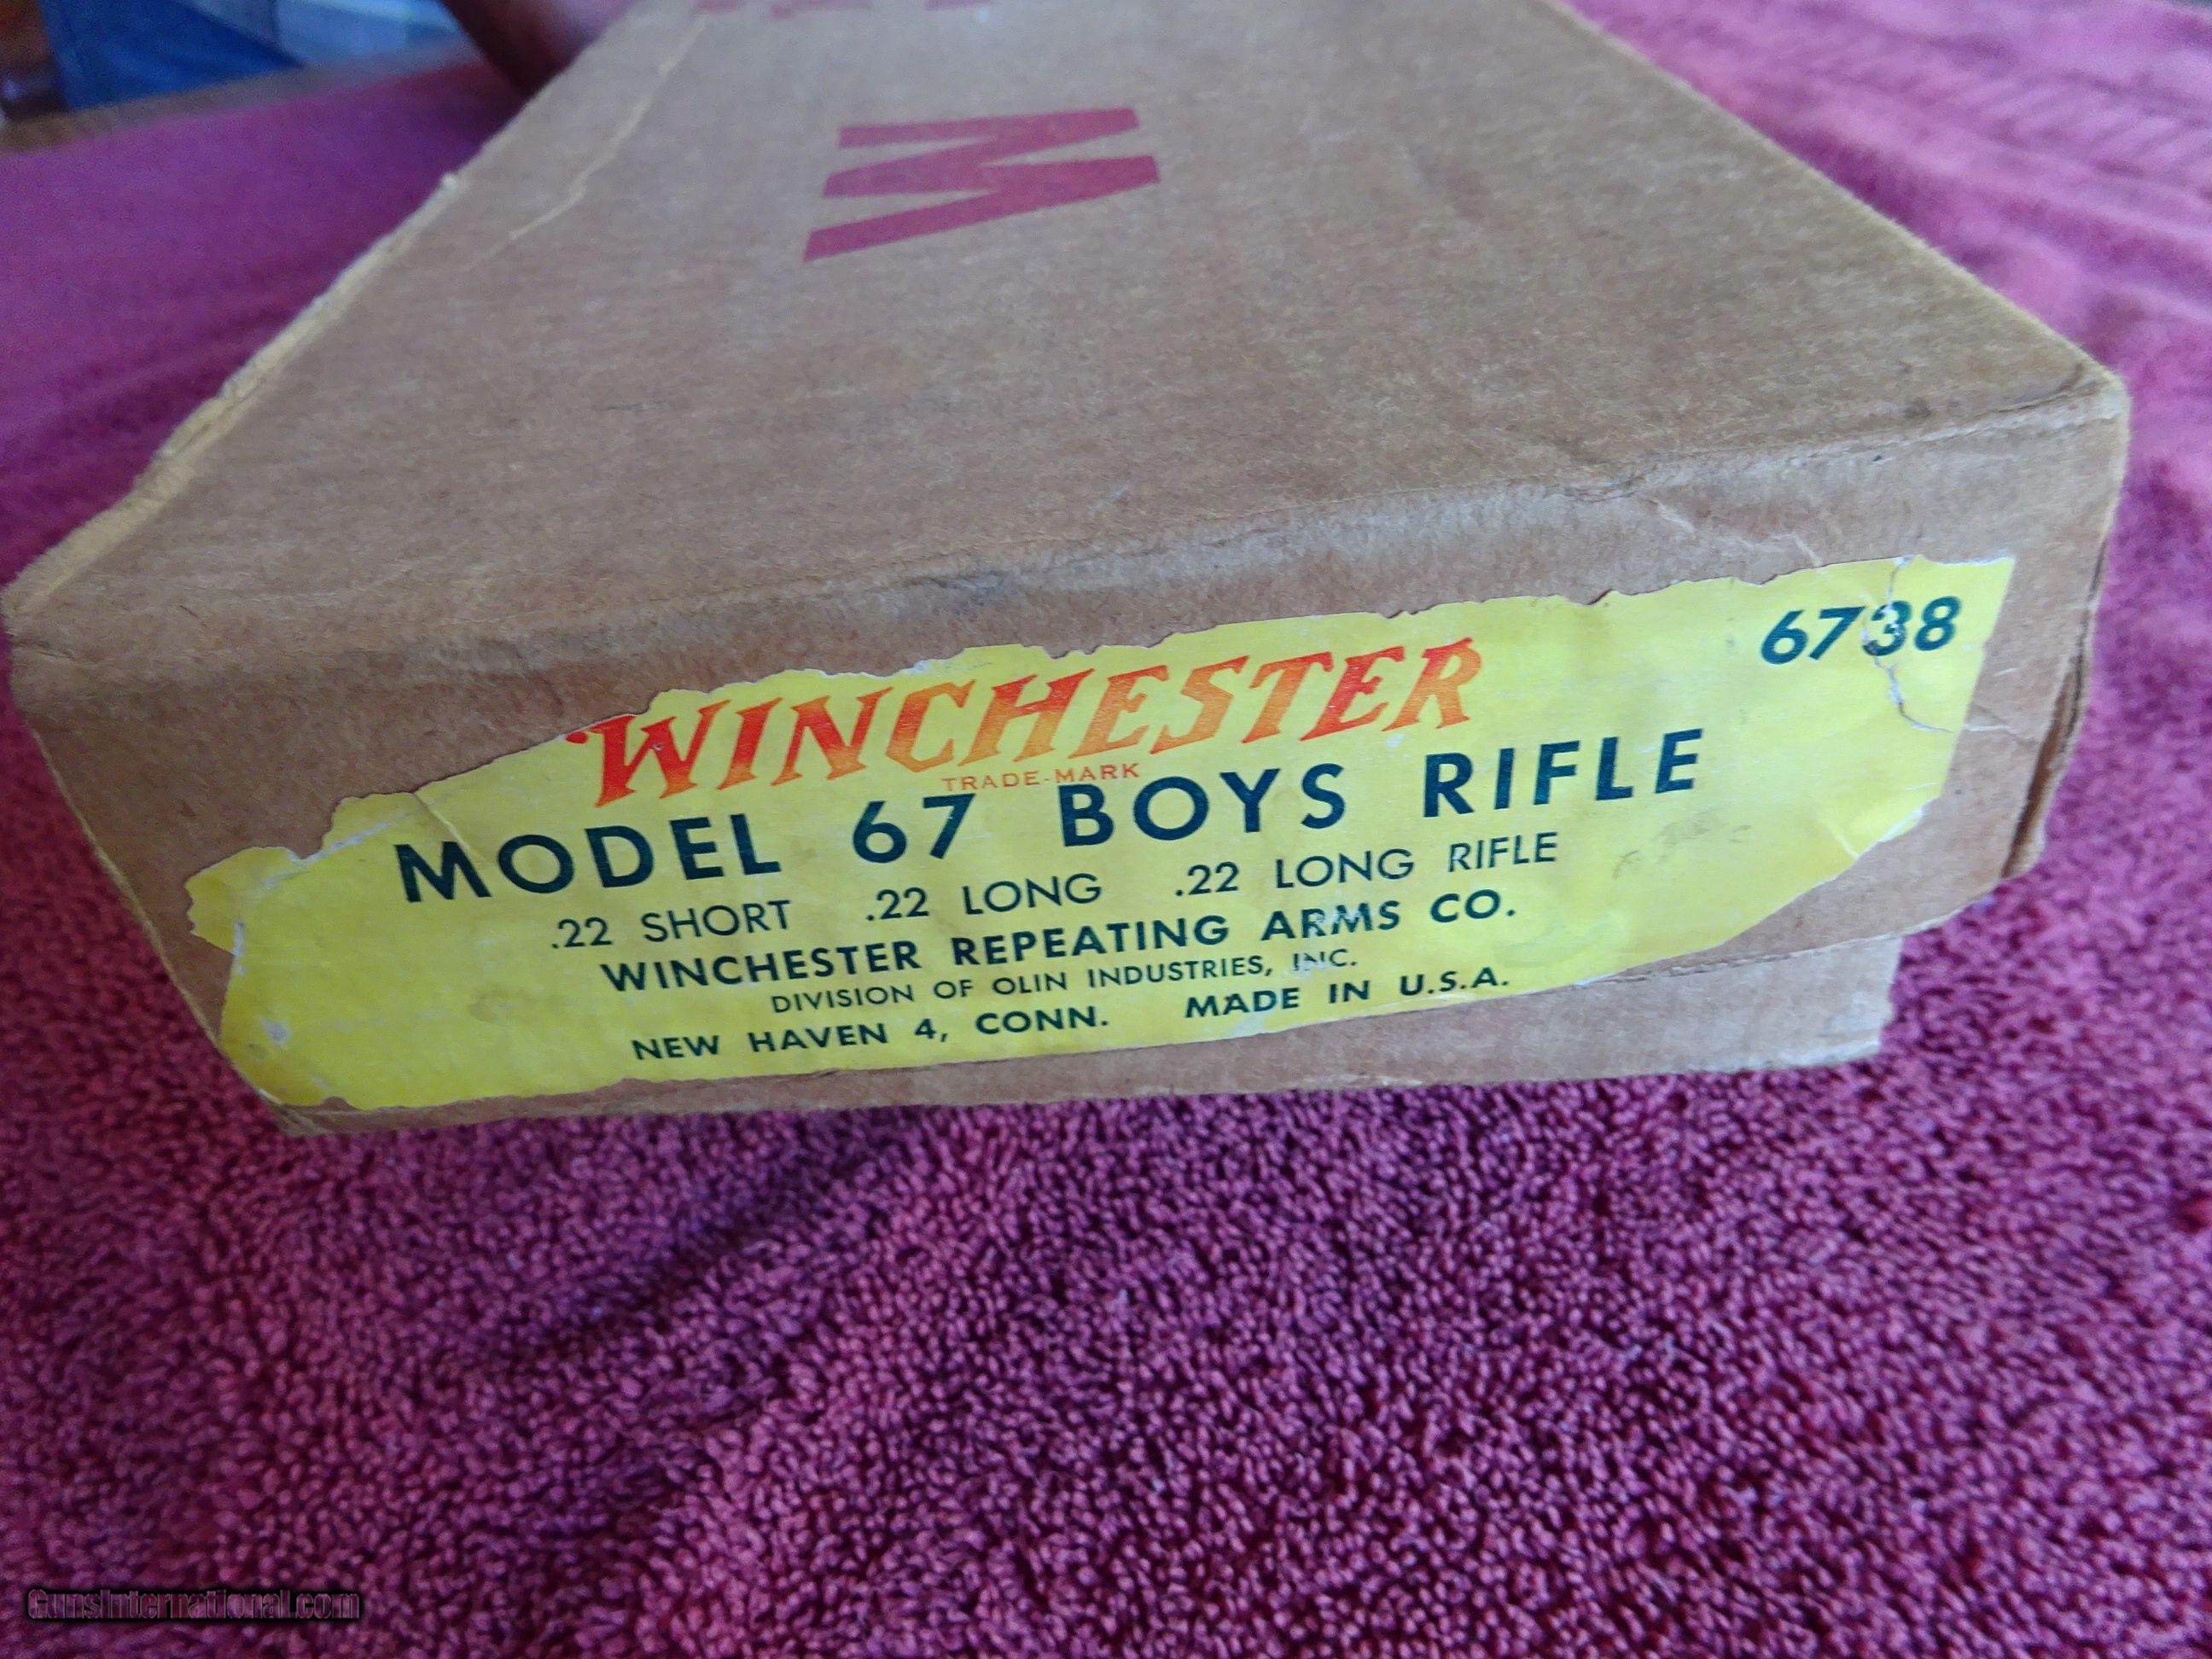 W
WINCHESTER
6738
TRADE-MARK
MODEL 67 BOYS RIFLE
.22 SHORT .22 LONG .22 LONG RIFLE
WINCHESTER REPEATING ARMS CO.
DIVISION OF OLIN INDUSTRIES, INC.
NEW HAVEN 4, CONN. MADE IN U.S.A.
GunsInternational.com